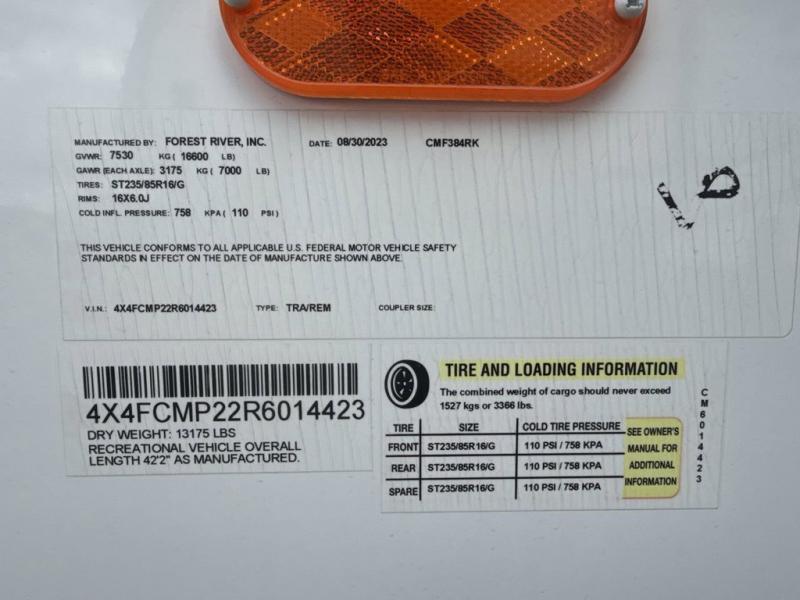 MANUFACTURED BY: FOREST RIVER, INC. DATE: 08/30/2023 CMF384RK
GVWR: 7530 KG ( 16600 LB)
GAWR (EACH AXLE): 3175 KG ( 7000 LB)
TIRES: ST235/85R16/G
RIMS: 16X6.0J
COLD INFL. PRESSURE: 758 KPA ( 110 PSI )
THIS VEHICLE CONFORMS TO ALL APPLICABLE U.S. FEDERAL MOTOR VEHICLE SAFETY
STANDARDS IN EFFECT ON THE DATE OF MANUFACTURE SHOWN ABOVE.
V.I.N.: 4X4FCMP22R6014423 TYPE: TRA/REM COUPLER SIZE:
4X4FCMP22R6014423
DRY WEIGHT: 13175 LBS
RECREATIONAL VEHICLE OVERALL
LENGTH 42'2" AS MANUFACTURED.
TIRE AND LOADING INFORMATION
The combined weight of cargo should never exceed
1527 kgs or 3366 lbs.
TIRE SIZE COLD TIRE PRESSURE
FRONT ST235/85R16/G 110 PSI / 758 KPA
REAR ST235/85R16/G 110 PSI / 758 KPA
SPARE ST235/85R16/G 110 PSI / 758 KPA
SEE OWNER'S
MANUAL FOR
ADDITIONAL
INFORMATION
CM6014423